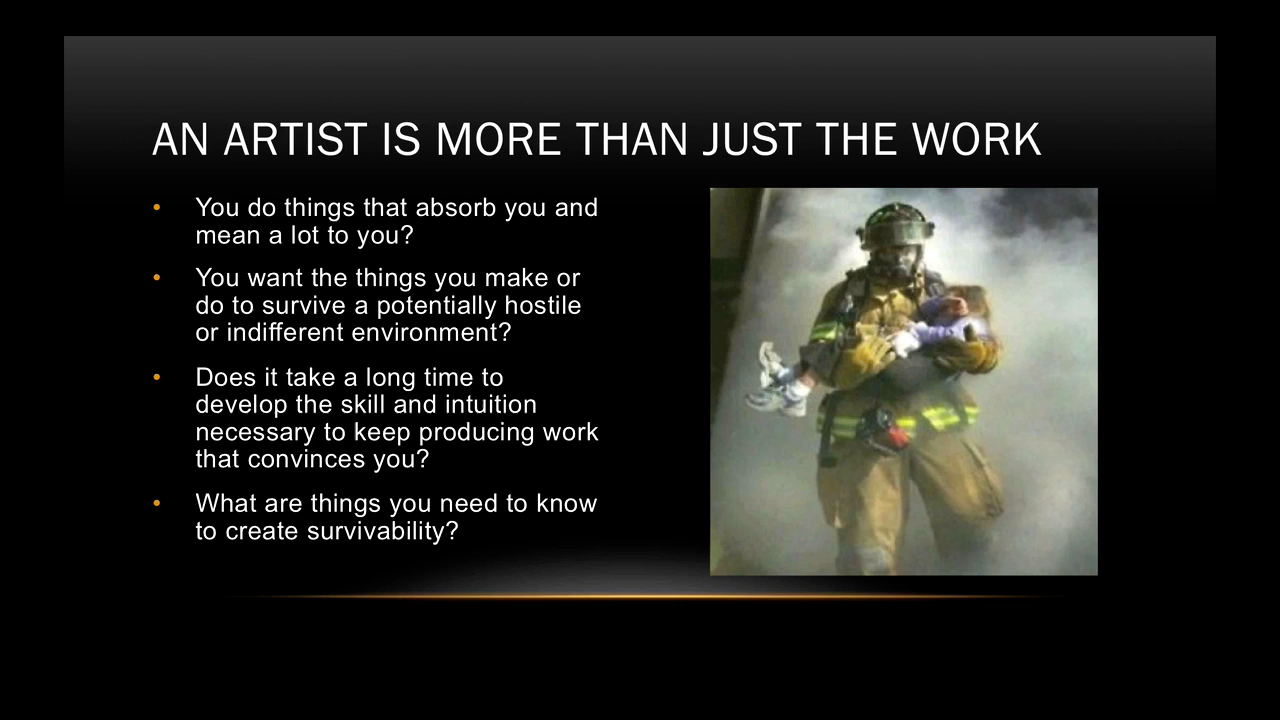 AN ARTIST IS MORE THAN JUST THE WORK
• You do things that absorb you and
mean a lot to you?
• You want the things you make or
do to survive a potentially hostile
or indifferent environment?
• Does it take a long time to
develop the skill and intuition
necessary to keep producing work
that convinces you?
• What are things you need to know
to create survivability?